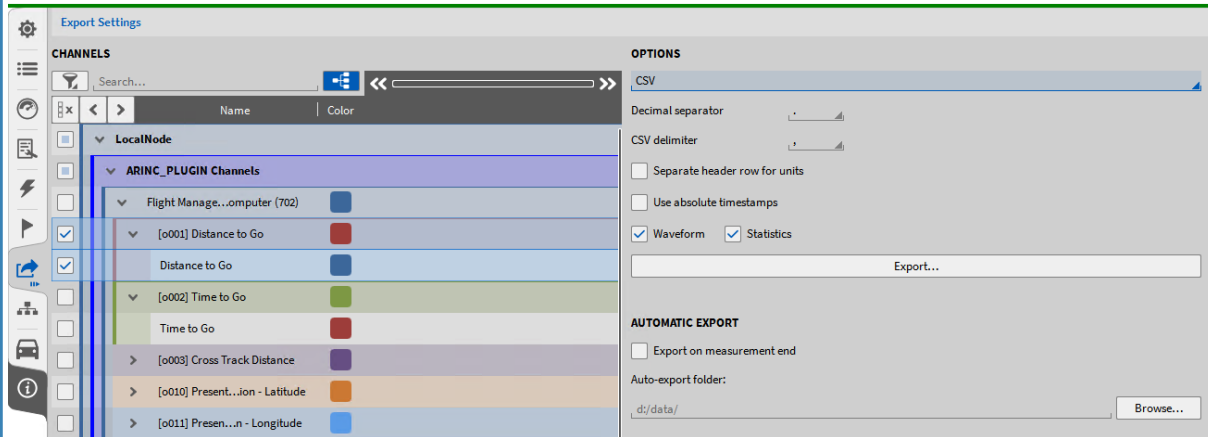 Export Settings
CHANNELS
Search...
Name
Color
LocalNode
ARINC_PLUGIN Channels
Flight Manage...omputer (702)
[o001] Distance to Go
Distance to Go
[o002] Time to Go
Time to Go
[o003] Cross Track Distance
[o010] Present...ion - Latitude
[o011] Presen...n - Longitude
OPTIONS
CSV
Decimal separator .
CSV delimiter ,
Separate header row for units
Use absolute timestamps
Waveform Statistics
Export...
AUTOMATIC EXPORT
Export on measurement end
Auto-export folder:
d:/data/
Browse...